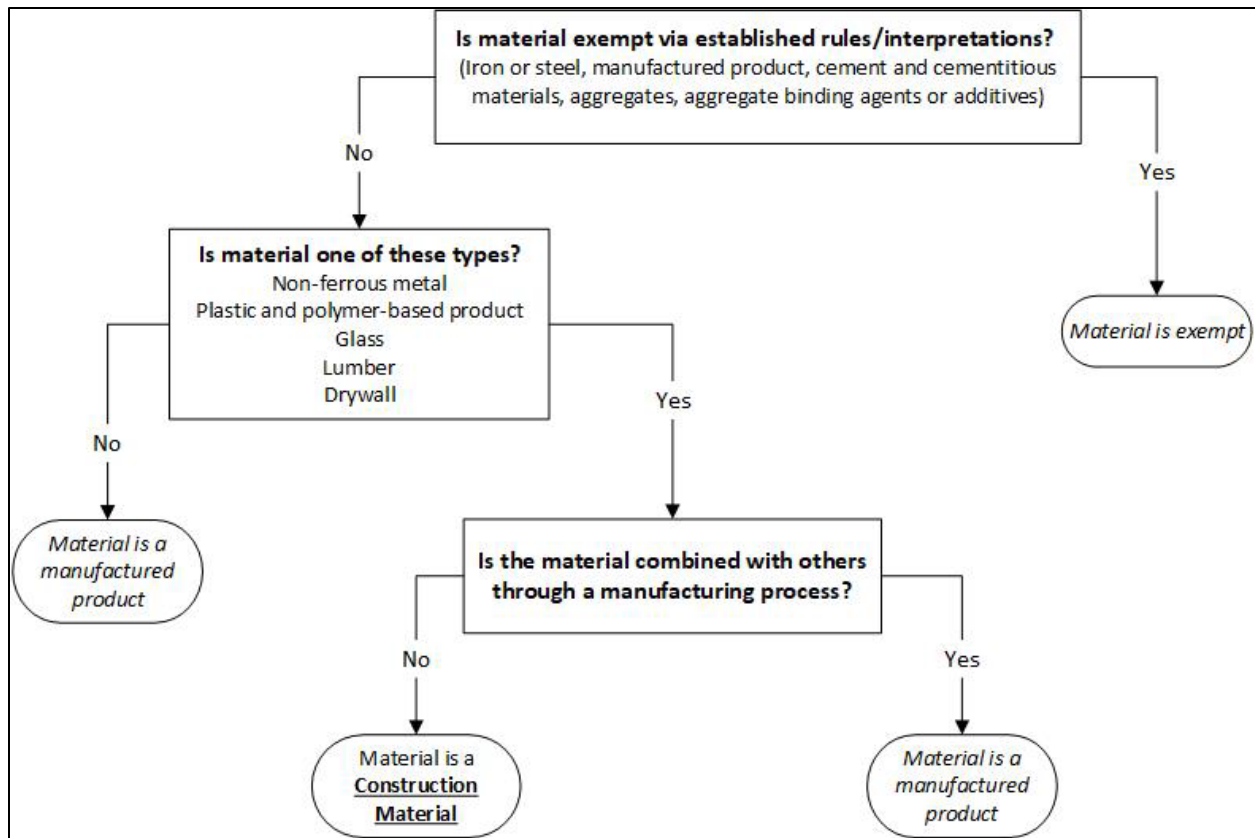 Is material exempt via established rules/interpretations?
(Iron or steel, manufactured product, cement and cementitious
materials, aggregates, aggregate binding agents or additives)
No
Yes
Is material one of these types?
Non-ferrous metal
Plastic and polymer-based product
Glass
Lumber
Drywall
Material is exempt
No
Yes
Material is a
manufactured
product
Is the material combined with others
through a manufacturing process?
No
Yes
Material is a
Construction
Material
Material is a
manufactured
product